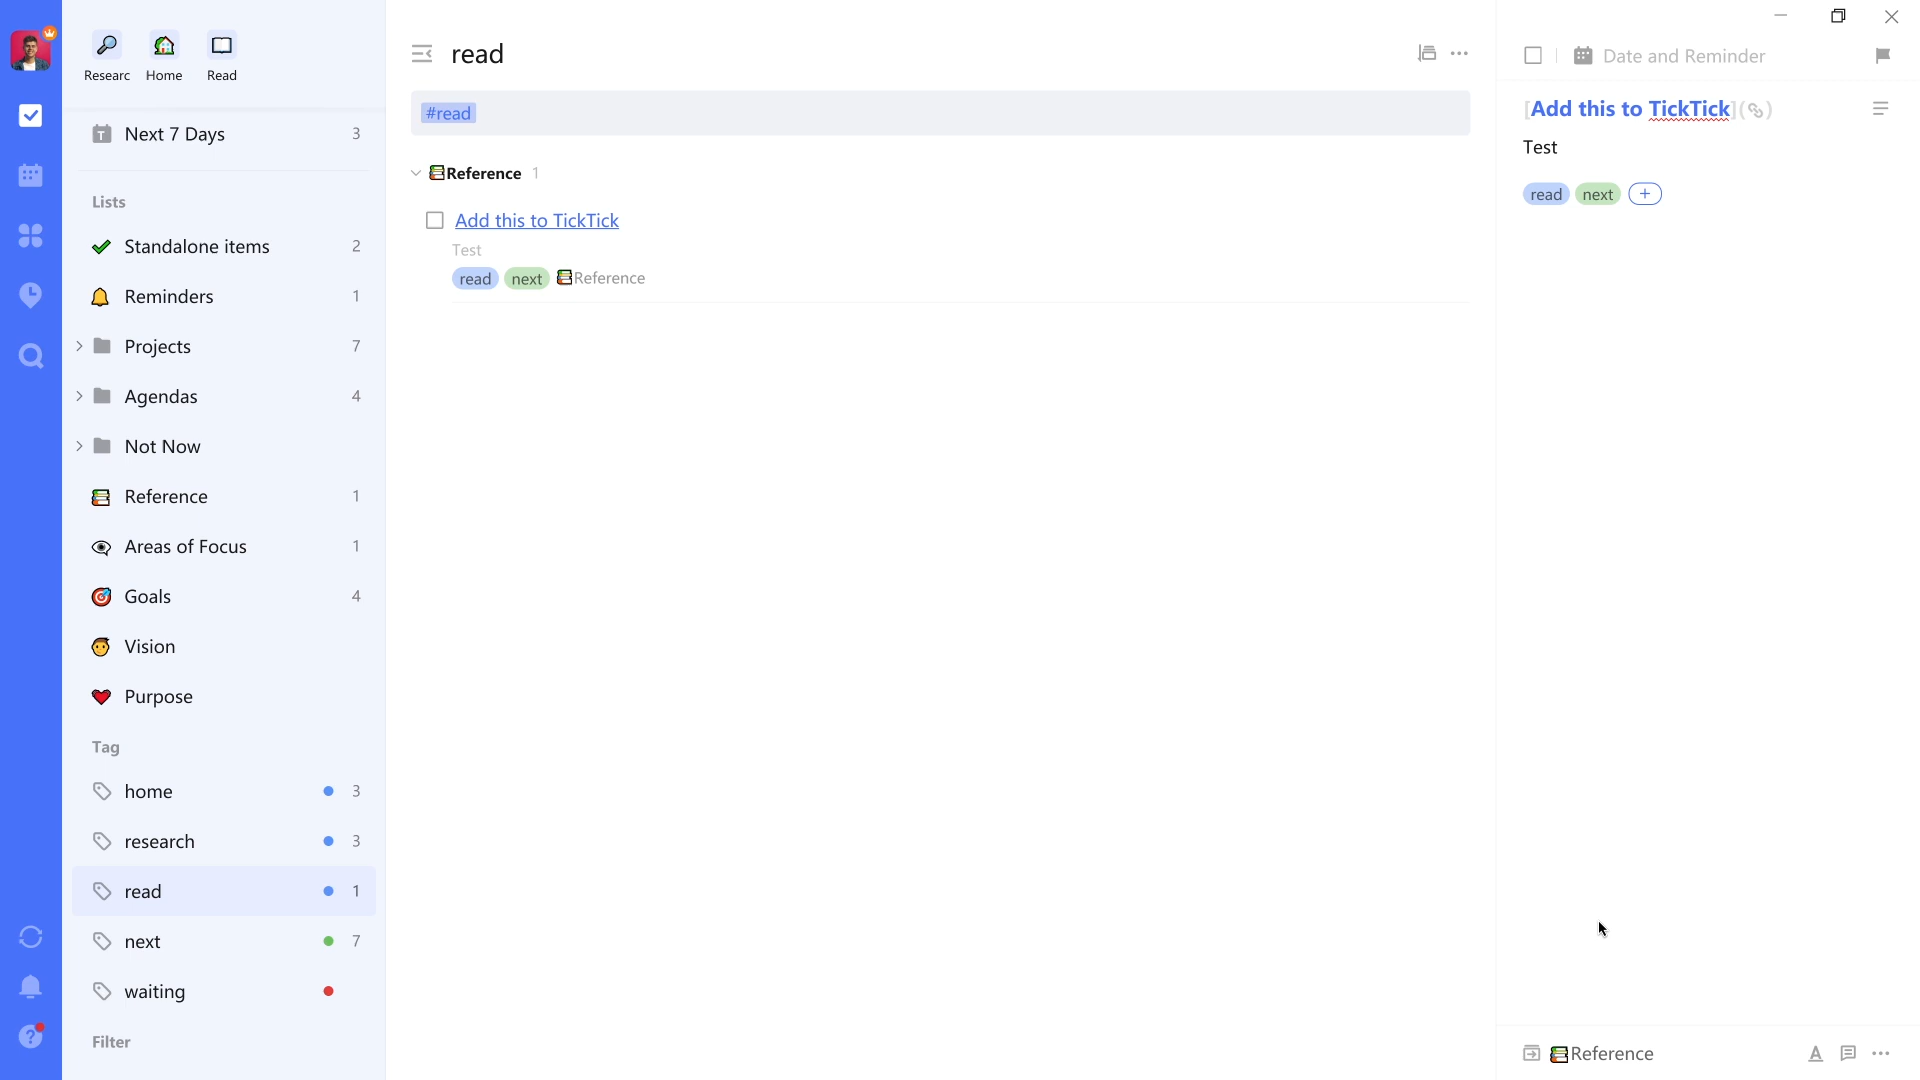 Researc Home Read
Next 7 Days 3
Lists
Standalone items 2
Reminders 1
Projects 7
Agendas 4
Not Now
Reference 1
Areas of Focus 1
Goals 4
Vision
Purpose
Tag
home 3
research 3
read 1
next 7
waiting
Filter
read
#read
Reference 1
Add this to TickTick
Test
read next Reference
Date and Reminder
[Add this to TickTick]( )
Test
read next +
Reference